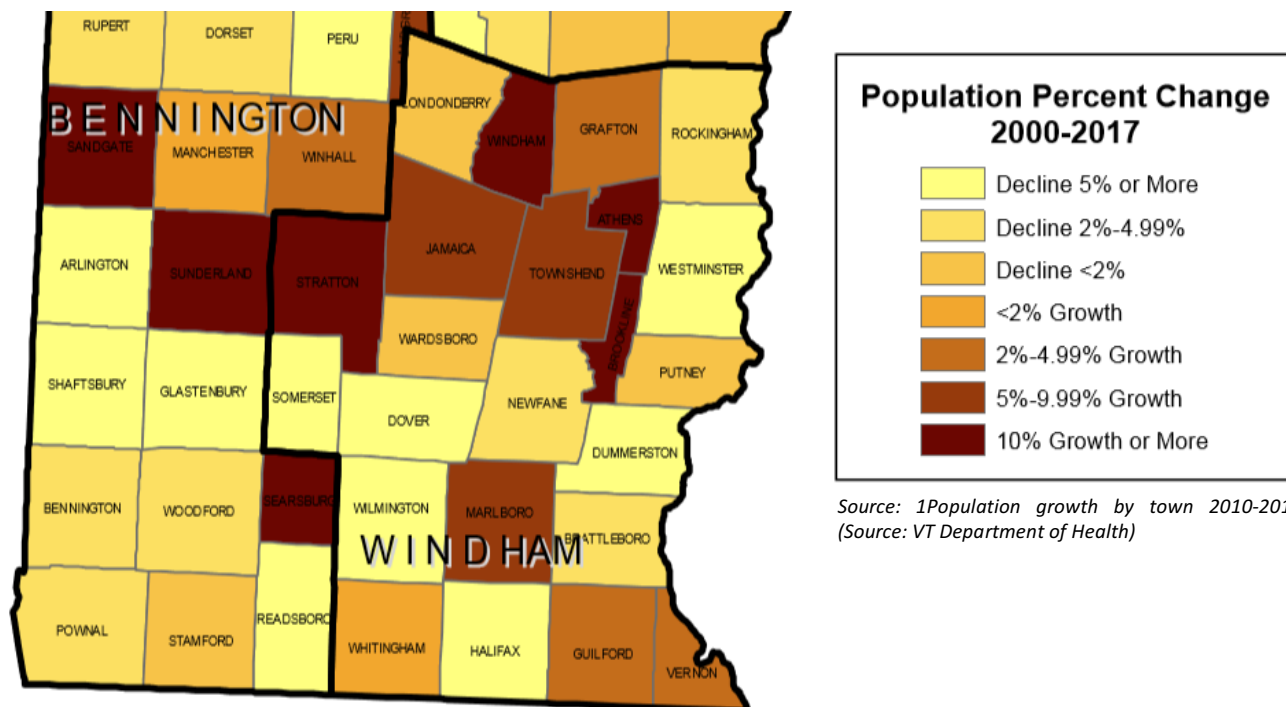 RUPERT
DORSET
PERU
BENNINGTON
SANDGATE
MANCHESTER
WINHALL
LONDONDERRY
WINDHAM
GRAFTON
ROCKINGHAM
ATHENS
ARLINGTON
SUNDERLAND
STRATTON
JAMAICA
TOWNSHEND
WESTMINSTER
BROOKLINE
WARDSBORO
PUTNEY
SHAFTSBURY
GLASTENBURY
SOMERSET
DOVER
NEWFANE
DUMMERSTON
BENNINGTON
WOODFORD
SEARSBURG
WILMINGTON
MARLBORO
BRATTLEBORO
WINDHAM
POWNAL
STAMFORD
READSBORO
WHITINGHAM
HALIFAX
GUILFORD
VERNON
Population Percent Change
2000-2017
Decline 5% or More
Decline 2%-4.99%
Decline <2%
<2% Growth
2%-4.99% Growth
5%-9.99% Growth
10% Growth or More
Source: 1Population growth by town 2010-201
(Source: VT Department of Health)